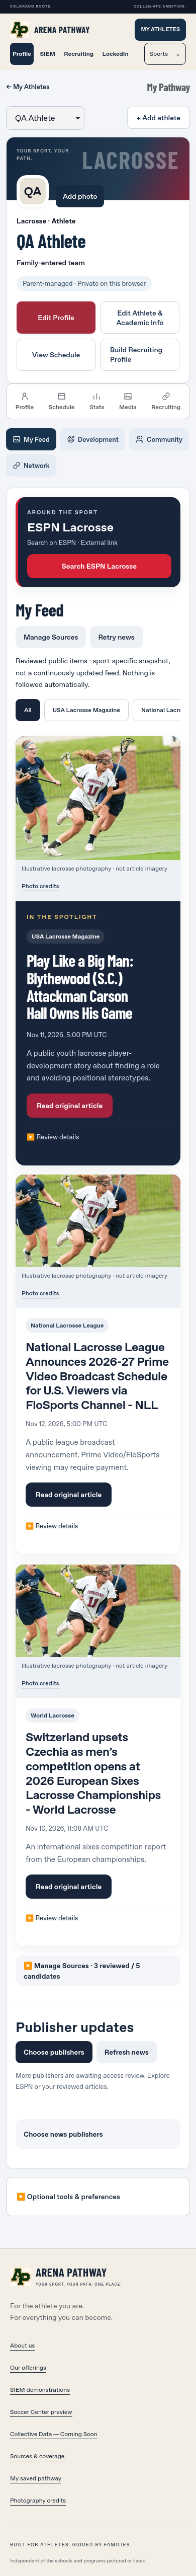 COLORADO ROOTS.
COLLEGIATE AMBITION.
ARENA PATHWAY
MY ATHLETES
Profile
SIEM
Recruiting
LockedIn
Sports
← My Athletes
My Pathway
QA Athlete
+ Add athlete
YOUR SPORT. YOUR
PATH.
LACROSSE
QA
Add photo
Lacrosse · Athlete
QA Athlete
Family-entered team
Parent-managed · Private on this browser
Edit Profile
Edit Athlete &
Academic Info
View Schedule
Build Recruiting
Profile
Profile
Schedule
Stats
Media
Recruiting
My Feed
Development
Community
Network
AROUND THE SPORT
ESPN Lacrosse
Search on ESPN · External link
Search ESPN Lacrosse
My Feed
Manage Sources
Retry news
Reviewed public items · sport-specific snapshot,
not a continuously updated feed. Nothing is
followed automatically.
All
USA Lacrosse Magazine
National Lacro
Illustrative lacrosse photography · not article imagery
Photo credits
IN THE SPOTLIGHT
USA Lacrosse Magazine
Play Like a Big Man:
Blythewood (S.C.)
Attackman Carson
Hall Owns His Game
Nov 11, 2026, 5:00 PM UTC
A public youth lacrosse player-
development story about finding a role
and avoiding positional stereotypes.
Read original article
Review details
Illustrative lacrosse photography · not article imagery
Photo credits
National Lacrosse League
National Lacrosse League
Announces 2026-27 Prime
Video Broadcast Schedule
for U.S. Viewers via
FloSports Channel - NLL
Nov 12, 2026, 5:00 PM UTC
A public league broadcast
announcement. Prime Video/FloSports
viewing may require payment.
Read original article
Review details
Illustrative lacrosse photography · not article imagery
Photo credits
World Lacrosse
Switzerland upsets
Czechia as men's
competition opens at
2026 European Sixes
Lacrosse Championships
- World Lacrosse
Nov 10, 2026, 11:08 AM UTC
An international sixes competition report
from the European championships.
Read original article
Review details
Manage Sources · 3 reviewed / 5
candidates
Publisher updates
Choose publishers
Refresh news
More publishers are awaiting access review. Explore
ESPN or your reviewed articles.
Choose news publishers
Optional tools & preferences
ARENA PATHWAY
YOUR SPORT. YOUR PATH. ONE PLACE.
For the athlete you are.
For everything you can become.
About us
Our offerings
SIEM demonstrations
Soccer Center preview
Collective Data — Coming Soon
Sources & coverage
My saved pathway
Photography credits
BUILT FOR ATHLETES. GUIDED BY FAMILIES.
Independent of the schools and programs pictured or listed.